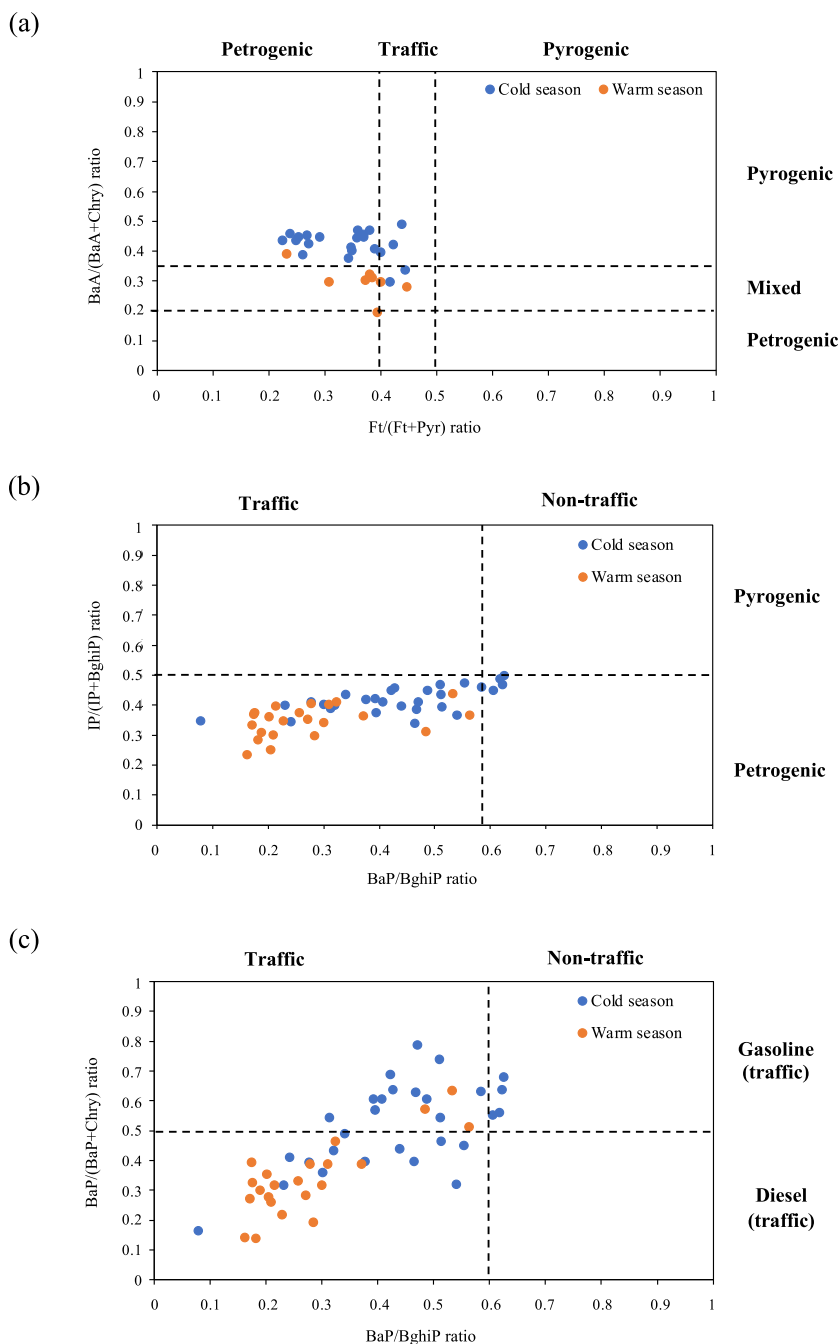 (a)
Petrogenic Traffic Pyrogenic
1
Cold season Warm season
0.9
0.8
0.7
Pyrogenic
0.6
0.5
0.4
0.3
Mixed
0.2
0.1
Petrogenic
0
BaA/(BaA+Chry) ratio
0 0.1 0.2 0.3 0.4 0.5 0.6 0.7 0.8 0.9 1
Ft/(Ft+Pyr) ratio
(b)
Traffic Non-traffic
1
Cold season
0.9
Warm season
0.8
Pyrogenic
0.7
0.6
0.5
0.4
0.3
0.2
Petrogenic
0.1
0
IP/(IP+BghiP) ratio
0 0.1 0.2 0.3 0.4 0.5 0.6 0.7 0.8 0.9 1
BaP/BghiP ratio
(c)
Traffic Non-traffic
1
Cold season
0.9
Warm season
0.8
Gasoline
(traffic)
0.7
0.6
0.5
0.4
0.3
Diesel
(traffic)
0.2
0.1
0
BaP/(BaP+Chry) ratio
0 0.1 0.2 0.3 0.4 0.5 0.6 0.7 0.8 0.9 1
BaP/BghiP ratio